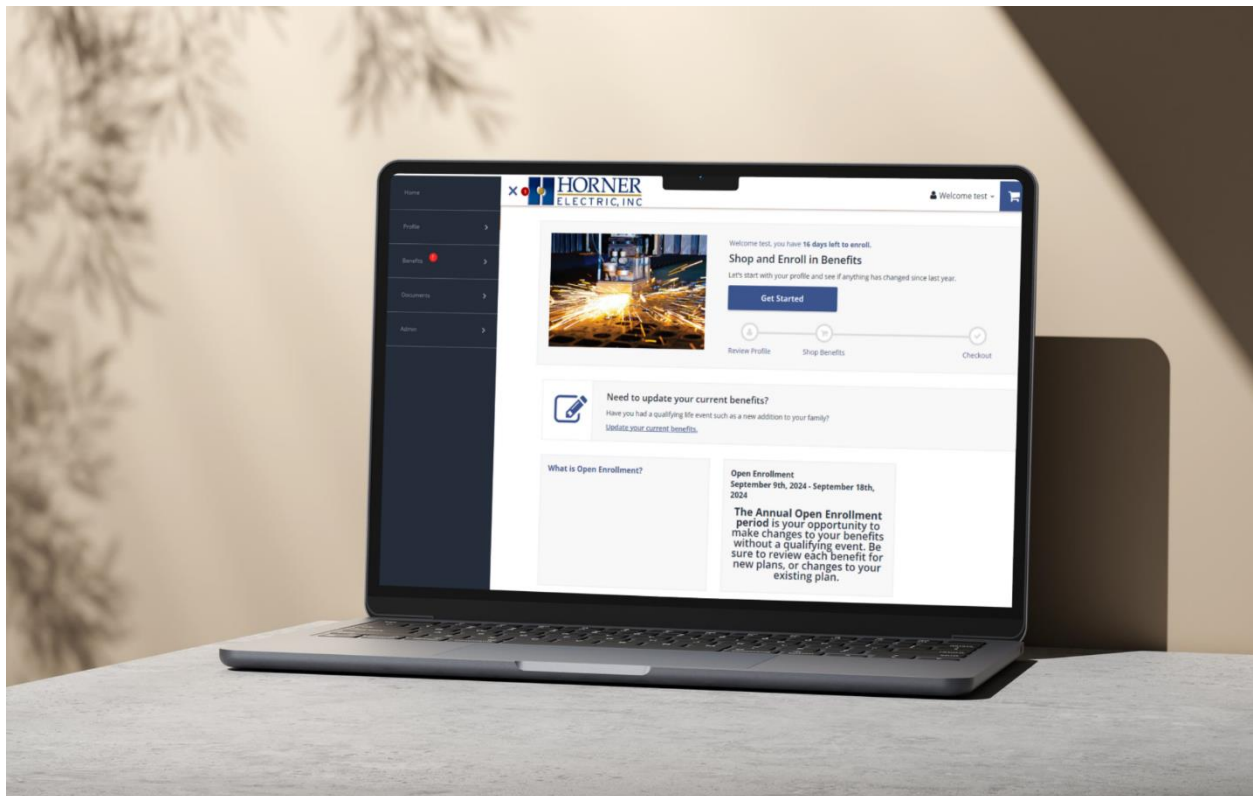 Home
Profile
Benefits
Documents
Admin
HORNER
ELECTRIC, INC
Welcome test
Welcome test, you have 16 days left to enroll.
Shop and Enroll in Benefits
Let's start with your profile and see if anything has changed since last year.
Get Started
Review Profile
Shop Benefits
Checkout
Need to update your current benefits?
Have you had a qualifying life event such as a new addition to your family?
Update your current benefits.
What is Open Enrollment?
Open Enrollment
September 9th, 2024 - September 18th,
2024
The Annual Open Enrollment
period is your opportunity to
make changes to your benefits
without a qualifying event. Be
sure to review each benefit for
new plans, or changes to your
existing plan.